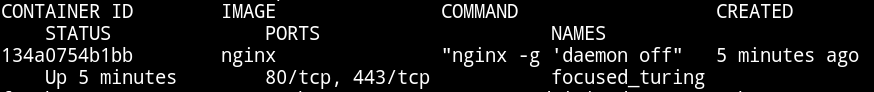 CONTAINER ID IMAGE COMMAND CREATED
STATUS PORTS NAMES
134a0754b1bb nginx "nginx -g 'daemon off" 5 minutes ago
Up 5 minutes 80/tcp, 443/tcp focused_turing